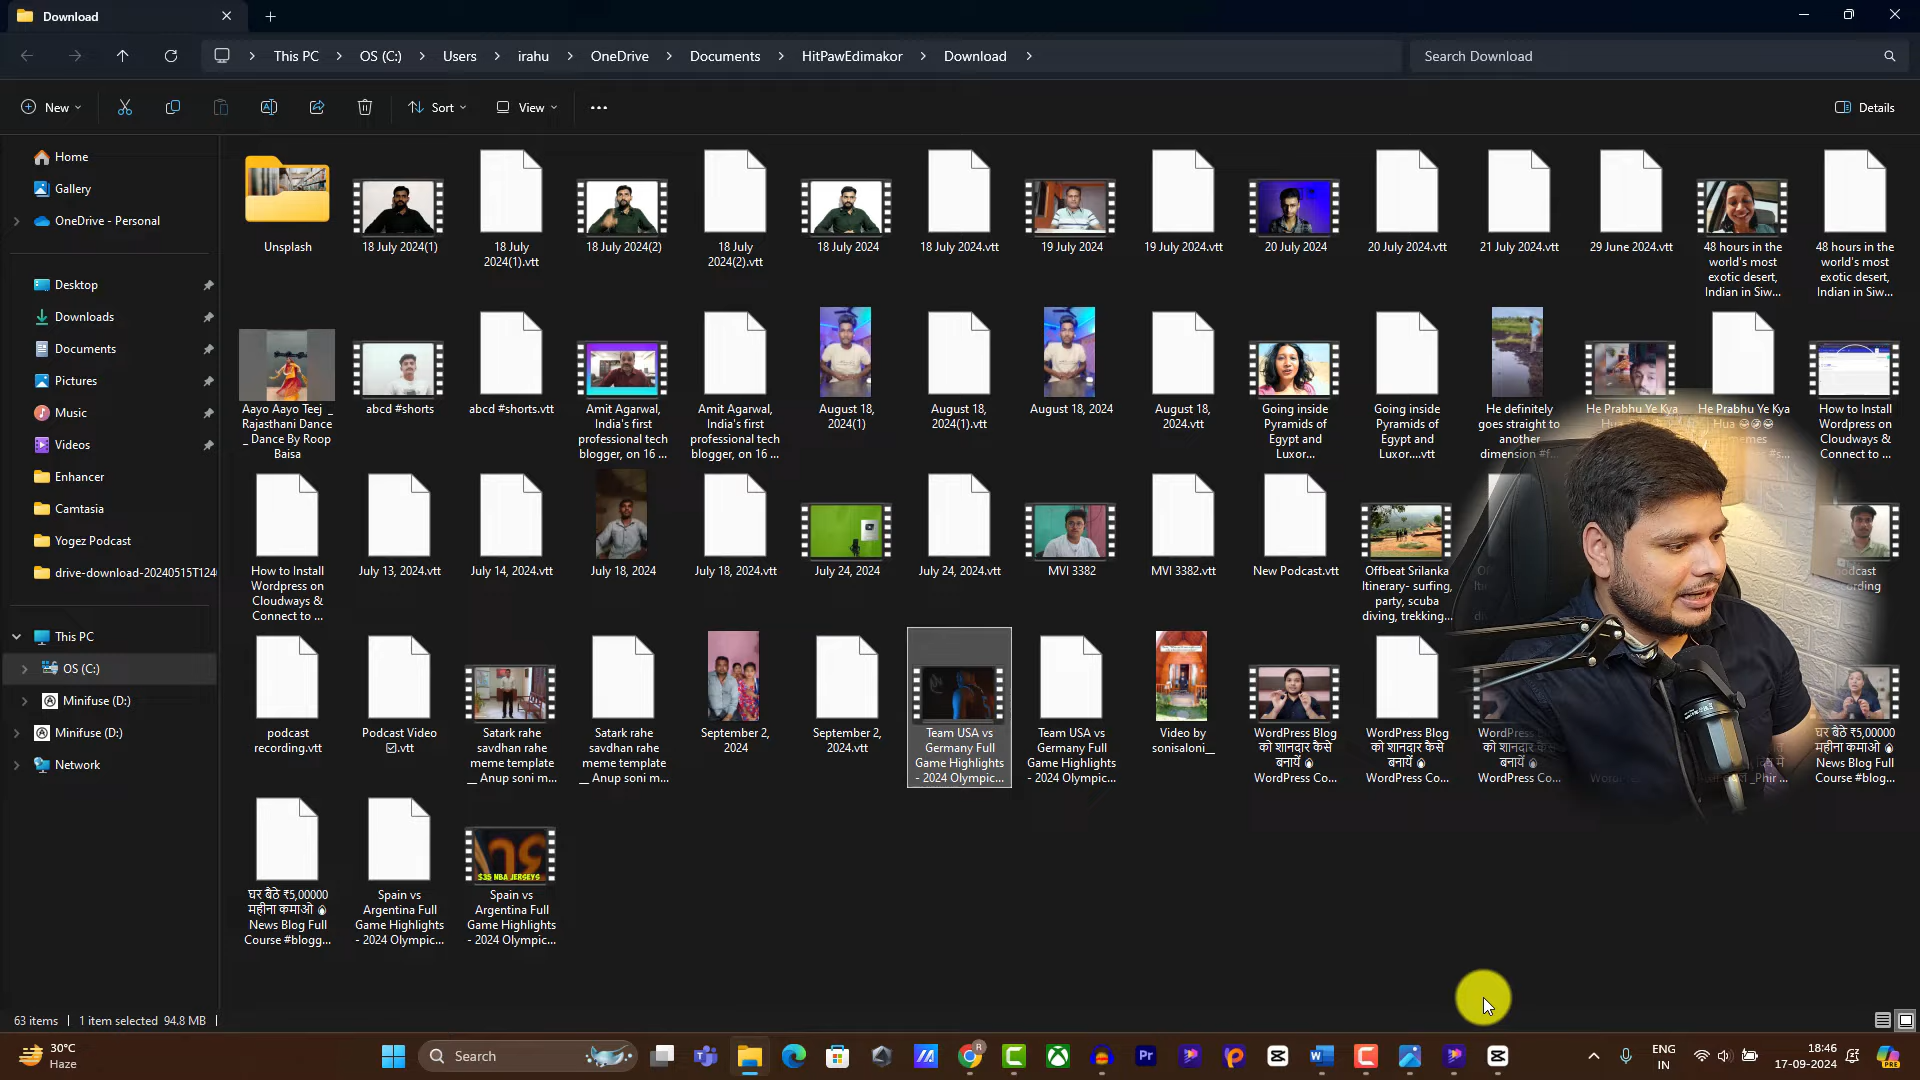 Download
This PC
OS (C:)
Users
irahu
OneDrive
Documents
HitPawEdimakor
Download
Search Download
New
Sort
View
Details
Home
Gallery
OneDrive - Personal
Desktop
Downloads
Documents
Pictures
Music
Videos
Enhancer
Camtasia
Yogez Podcast
drive-download-20240515T124
This PC
OS (C:)
Minifuse (D:)
Minifuse (D:)
Network
Unsplash
18 July 2024(1)
18 July
2024(1).vtt
18 July 2024(2)
18 July
2024(2).vtt
18 July 2024
18 July 2024.vtt
19 July 2024
19 July 2024.vtt
20 July 2024
20 July 2024.vtt
21 July 2024.vtt
29 June 2024.vtt
48 hours in the
world's most
exotic desert,
Indian in Siw...
48 hours in the
world's most
exotic desert,
Indian in Siw...
Aayo Aayo Teej _
Rajasthani Dance
_ Dance By Roop
Baisa
abcd #shorts
abcd #shorts.vtt
Amit Agarwal,
India's first
professional tech
blogger, on 16 ...
Amit Agarwal,
India's first
professional tech
blogger, on 16 ...
August 18,
2024(1)
August 18,
2024(1).vtt
August 18, 2024
August 18,
2024.vtt
Going inside
Pyramids of
Egypt and
Luxor...
Going inside
Pyramids of
Egypt and
Luxor....vtt
He definitely
goes straight to
another
dimension #f...
He Prabhu Ye Kya
Hua
He Prabhu Ye Kya
Hua
How to Install
WordPress on
Cloudways &
Connect to ...
How to Install
Wordpress on
Cloudways &
Connect to ...
July 13, 2024.vtt
July 14, 2024.vtt
July 18, 2024
July 18, 2024.vtt
July 24, 2024
July 24, 2024.vtt
MVI 3382
MVI 3382.vtt
New Podcast.vtt
Offbeat Srilanka
Itinerary- surfing,
party, scuba
diving, trekking...
podcast
recording.vtt
Podcast Video
☑.vtt
Satark rahe
savdhan rahe
meme template
__ Anup soni m...
Satark rahe
savdhan rahe
meme template
__ Anup soni m...
September 2,
2024
September 2,
2024.vtt
Team USA vs
Germany Full
Game Highlights
- 2024 Olympic...
Team USA vs
Germany Full
Game Highlights
- 2024 Olympic...
Video by
sonisaloni__
WordPress Blog
को शानदार कैसे
बनायें
WordPress Co...
WordPress Blog
को शानदार कैसे
बनायें
WordPress Co...
को शानदार कैसे
बनायें
WordPress Co...
घर बैठे ₹5,00000
महीना कमाओ
News Blog Full
Course #blog...
घर बैठे ₹5,00000
महीना कमाओ
News Blog Full
Course #blogg...
Spain vs
Argentina Full
Game Highlights
- 2024 Olympic...
$35 NBA JERSEYS
Spain vs
Argentina Full
Game Highlights
- 2024 Olympic...
63 items
1 item selected 94.8 MB
30°C
Haze
Search
ENG
IN
18:46
17-09-2024